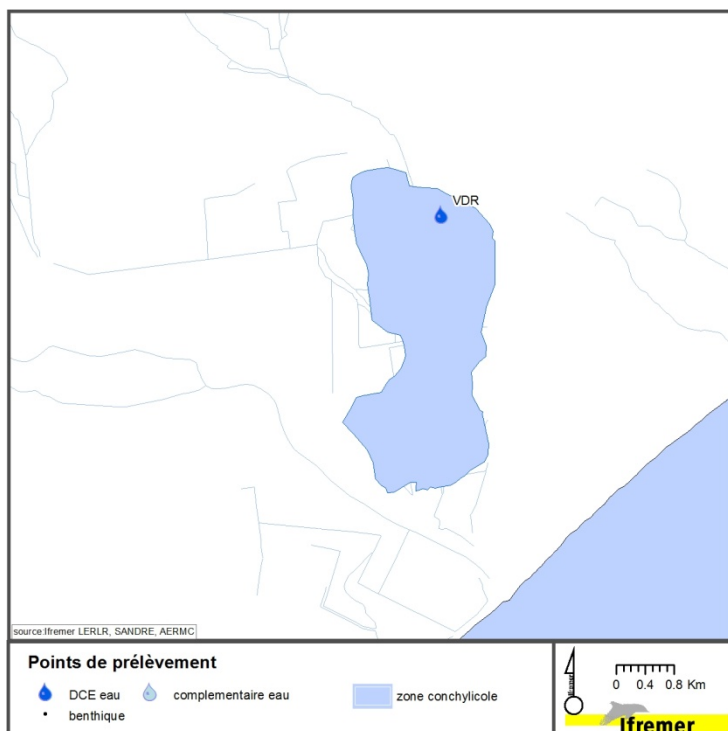 VDR
source:Ifremer LERLR, SANDRE, AERMC
Points de prélèvement
DCE eau
complementaire eau
zone conchylicole
benthique
0 0.4 0.8 Km
Ifremer